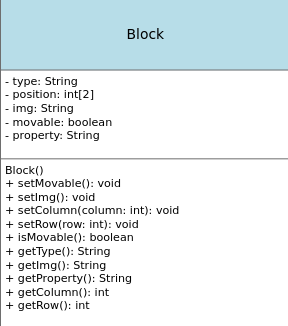 Block
- type: String
- position: int[2]
- img: String
- movable: boolean
- property: String
Block()
+ setMovable(): void
+ setImg(): void
+ setColumn(column: int): void
+ setRow(row: int): void
+ isMovable(): boolean
+ getType(): String
+ getImg(): String
+ getProperty(): String
+ getColumn(): int
+ getRow(): int